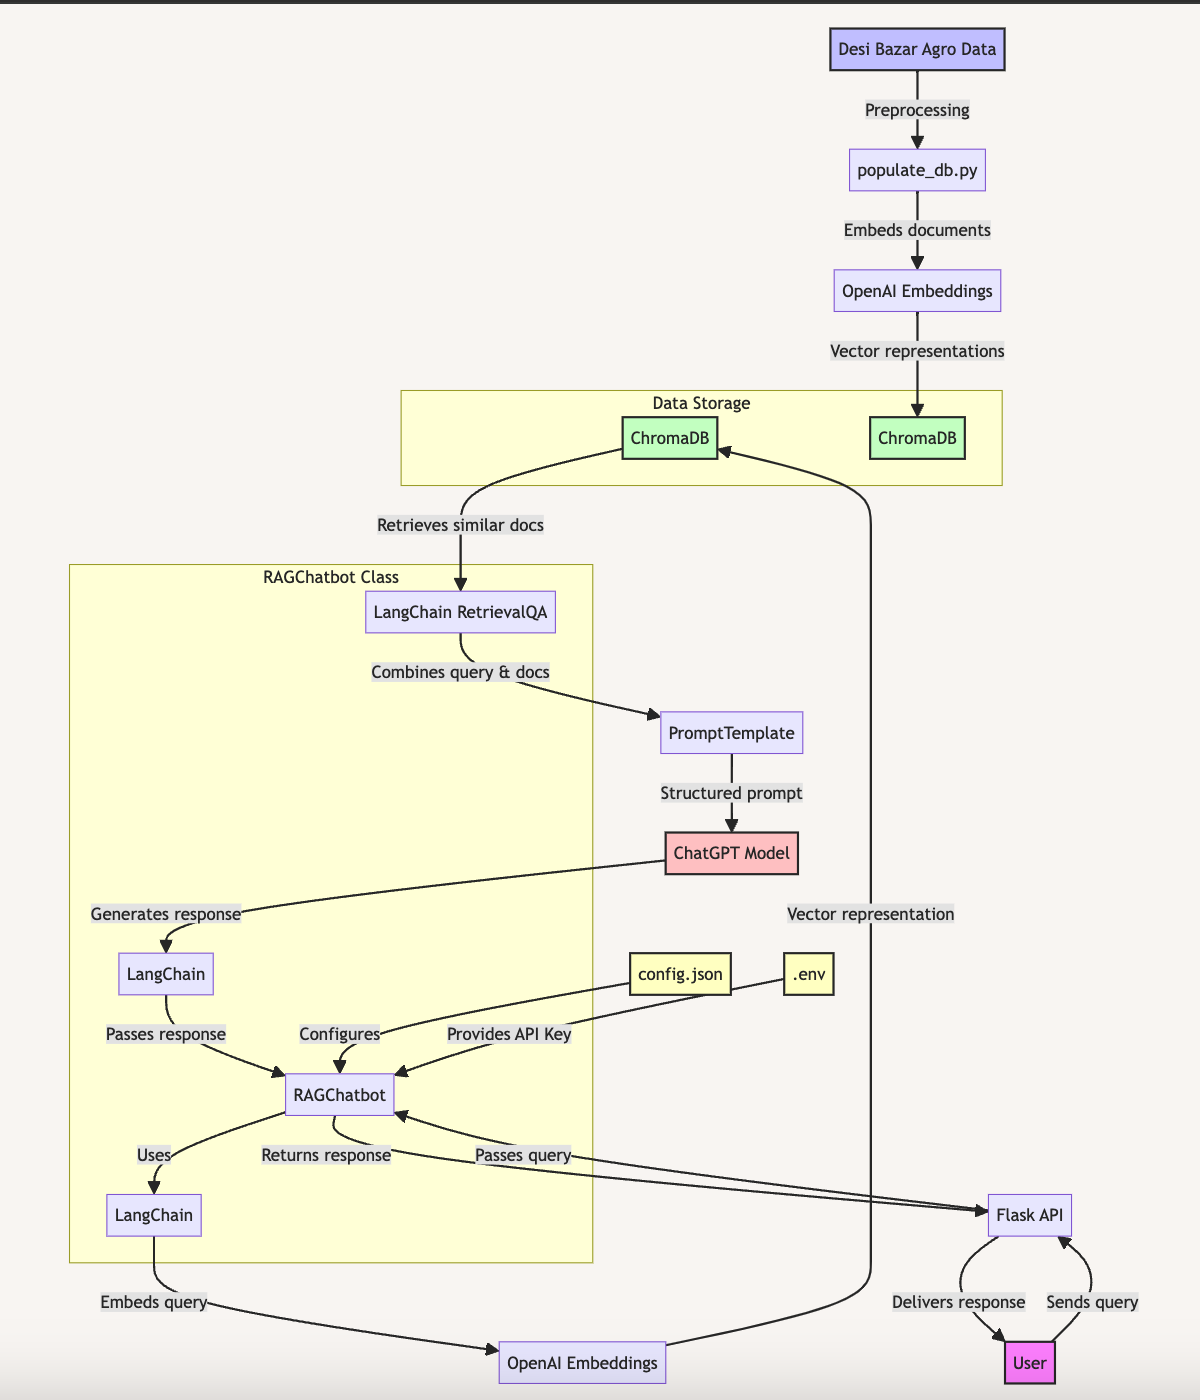 Desi Bazar Agro Data
Preprocessing
populate_db.py
Embeds documents
OpenAI Embeddings
Vector representations
Data Storage
ChromaDB
ChromaDB
Retrieves similar docs
RAGChatbot Class
LangChain RetrievalQA
Combines query & docs
PromptTemplate
Structured prompt
ChatGPT Model
Generates response
Vector representation
LangChain
config.json
.env
Passes response
Configures
Provides API Key
RAGChatbot
Uses
Returns response
Passes query
LangChain
Flask API
Embeds query
Delivers response
Sends query
OpenAI Embeddings
User